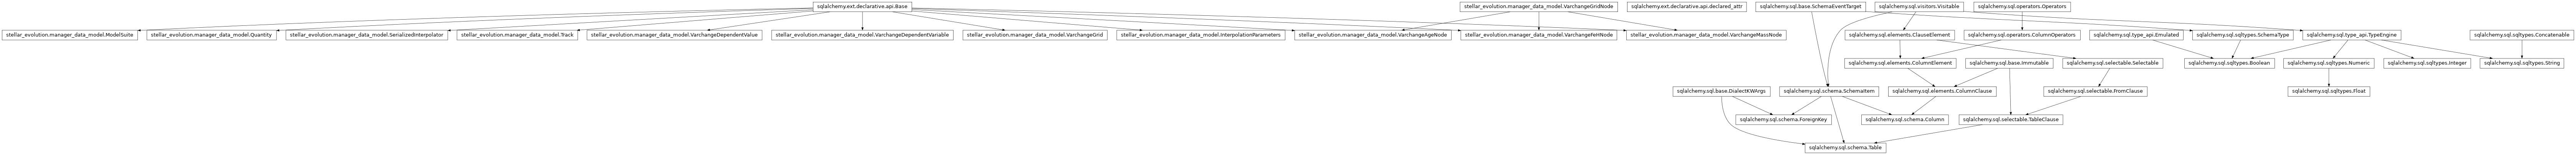 sqlalchemy.ext.declarative.api.Base
stellar_evolution.manager_data_model.VarchangeGridNode
sqlalchemy.ext.declarative.api.declared_attr
sqlalchemy.sql.base.SchemaEventTarget
sqlalchemy.sql.visitors.Visitable
sqlalchemy.sql.operators.Operators
stellar_evolution.manager_data_model.ModelSuite
stellar_evolution.manager_data_model.Quantity
stellar_evolution.manager_data_model.SerializedInterpolator
stellar_evolution.manager_data_model.Track
stellar_evolution.manager_data_model.VarchangeDependentValue
stellar_evolution.manager_data_model.VarchangeDependentVariable
stellar_evolution.manager_data_model.VarchangeGrid
stellar_evolution.manager_data_model.InterpolationParameters
stellar_evolution.manager_data_model.VarchangeAgeNode
stellar_evolution.manager_data_model.VarchangeFeHNode
stellar_evolution.manager_data_model.VarchangeMassNode
sqlalchemy.sql.elements.ClauseElement
sqlalchemy.sql.operators.ColumnOperators
sqlalchemy.sql.type_api.Emulated
sqlalchemy.sql.sqltypes.SchemaType
sqlalchemy.sql.type_api.TypeEngine
sqlalchemy.sql.sqltypes.Concatenable
sqlalchemy.sql.elements.ColumnElement
sqlalchemy.sql.base.Immutable
sqlalchemy.sql.selectable.Selectable
sqlalchemy.sql.sqltypes.Boolean
sqlalchemy.sql.sqltypes.Numeric
sqlalchemy.sql.sqltypes.Integer
sqlalchemy.sql.sqltypes.String
sqlalchemy.sql.base.DialectKWArgs
sqlalchemy.sql.schema.SchemaItem
sqlalchemy.sql.elements.ColumnClause
sqlalchemy.sql.selectable.FromClause
sqlalchemy.sql.sqltypes.Float
sqlalchemy.sql.schema.ForeignKey
sqlalchemy.sql.schema.Column
sqlalchemy.sql.selectable.TableClause
sqlalchemy.sql.schema.Table